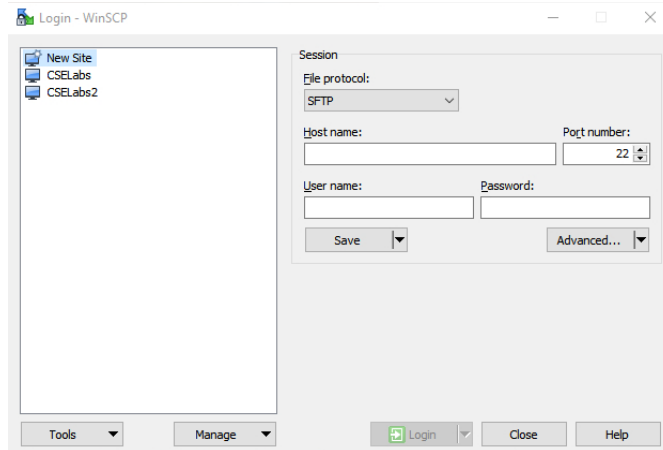 Login - WinSCP
New Site
CSELabs
CSELabs2
Session
File protocol:
SFTP
Host name:
Port number:
22
User name:
Password:
Save
Advanced...
Tools
Manage
Login
Close
Help